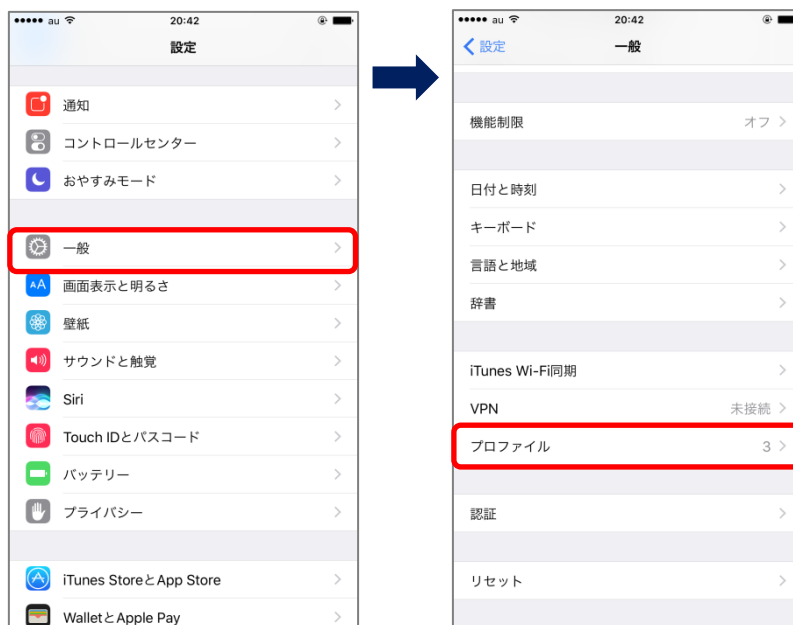 au 20:42
設定
通知
コントロールセンター
おやすみモード
一般
画面表示と明るさ
AA
壁紙
サウンドと触覚
Siri
Touch IDとパスコード
バッテリー
プライバシー
iTunes StoreとApp Store
WalletとApple Pay
au 20:42
設定 一般
機能制限 オフ
日付と時刻
キーボード
言語と地域
辞書
iTunes Wi-Fi同期
VPN 未接続
プロファイル 3
認証
リセット